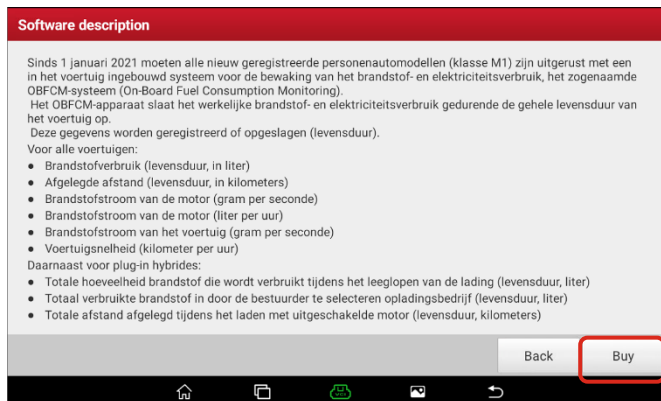 Software description
Sinds 1 januari 2021 moeten alle nieuw geregistreerde personenautomodellen (klasse M1) zijn uitgerust met een
in het voertuig ingebouwd systeem voor de bewaking van het brandstof- en elektriciteitsverbruik, het zogenaamde
OBFCM-systeem (On-Board Fuel Consumption Monitoring).
Het OBFCM-apparaat slaat het werkelijke brandstof- en elektriciteitsverbruik gedurende de gehele levensduur van
het voertuig op.
Deze gegevens worden geregistreerd of opgeslagen (levensduur).
Voor alle voertuigen:
● Brandstofverbruik (levensduur, in liter)
● Afgelegde afstand (levensduur, in kilometers)
● Brandstofstroom van de motor (gram per seconde)
● Brandstofstroom van de motor (liter per uur)
● Brandstofstroom van het voertuig (gram per seconde)
● Voertuigsnelheid (kilometer per uur)
Daarnaast voor plug-in hybrides:
● Totale hoeveelheid brandstof die wordt verbruikt tijdens het leeglopen van de lading (levensduur, liter)
● Totaal verbruikte brandstof in door de bestuurder te selecteren opladingsbedrijf (levensduur, liter)
● Totale afstand afgelegd tijdens het laden met uitgeschakelde motor (levensduur, kilometers)
Back Buy